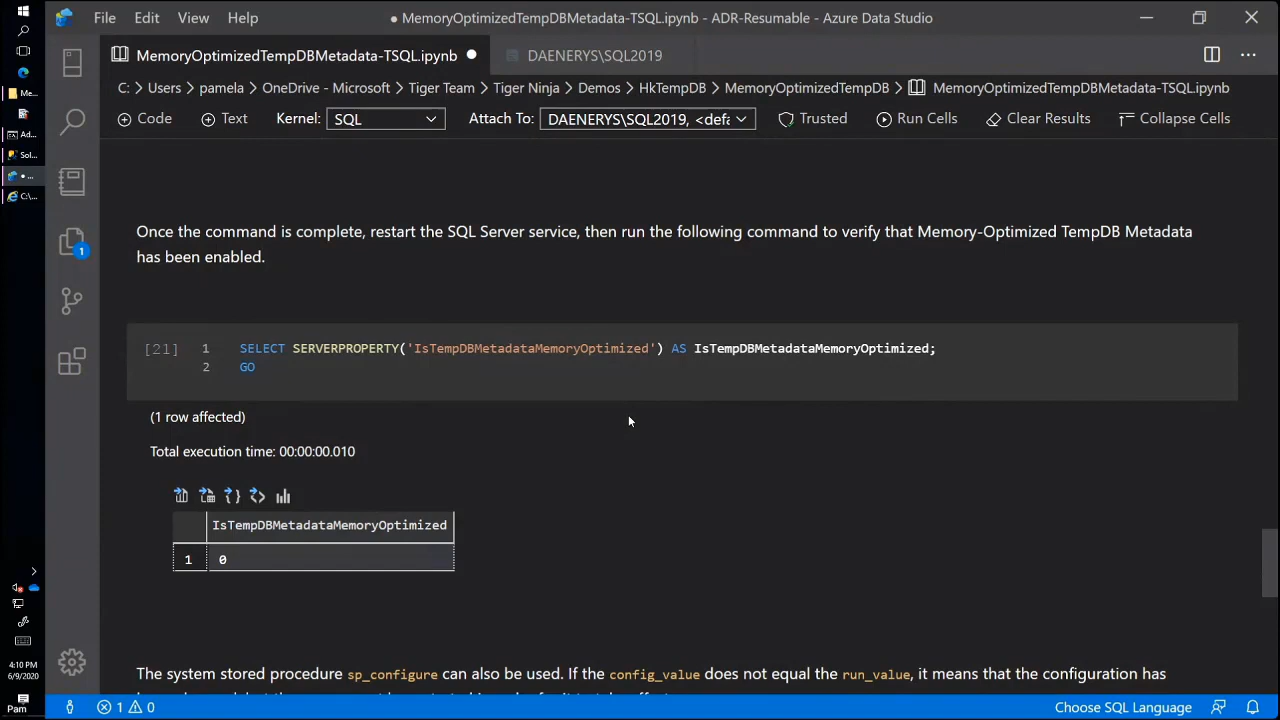 File Edit View Help ● MemoryOptimizedTempDBMetadata-TSQL.ipynb - ADR-Resumable - Azure Data Studio
MemoryOptimizedTempDBMetadata-TSQL.ipynb ● DAENERYS\SQL2019
C: > Users > pamela > OneDrive - Microsoft > Tiger Team > Tiger Ninja > Demos > HkTempDB > MemoryOptimizedTempDB > MemoryOptimizedTempDBMetadata-TSQL.ipynb
Code Text Kernel: SQL Attach To: DAENERYS\SQL2019, <defa Trusted Run Cells Clear Results Collapse Cells
Me...
Ad...
Sol...
● ...
C:\...
1
Once the command is complete, restart the SQL Server service, then run the following command to verify that Memory-Optimized TempDB Metadata
has been enabled.
[21] 1 SELECT SERVERPROPERTY('IsTempDBMetadataMemoryOptimized') AS IsTempDBMetadataMemoryOptimized;
2 GO
(1 row affected)
Total execution time: 00:00:00.010
IsTempDBMetadataMemoryOptimized
1 0
The system stored procedure sp_configure can also be used. If the config_value does not equal the run_value, it means that the configuration has
4:10 PM
6/9/2020
Pam
1 0 Choose SQL Language